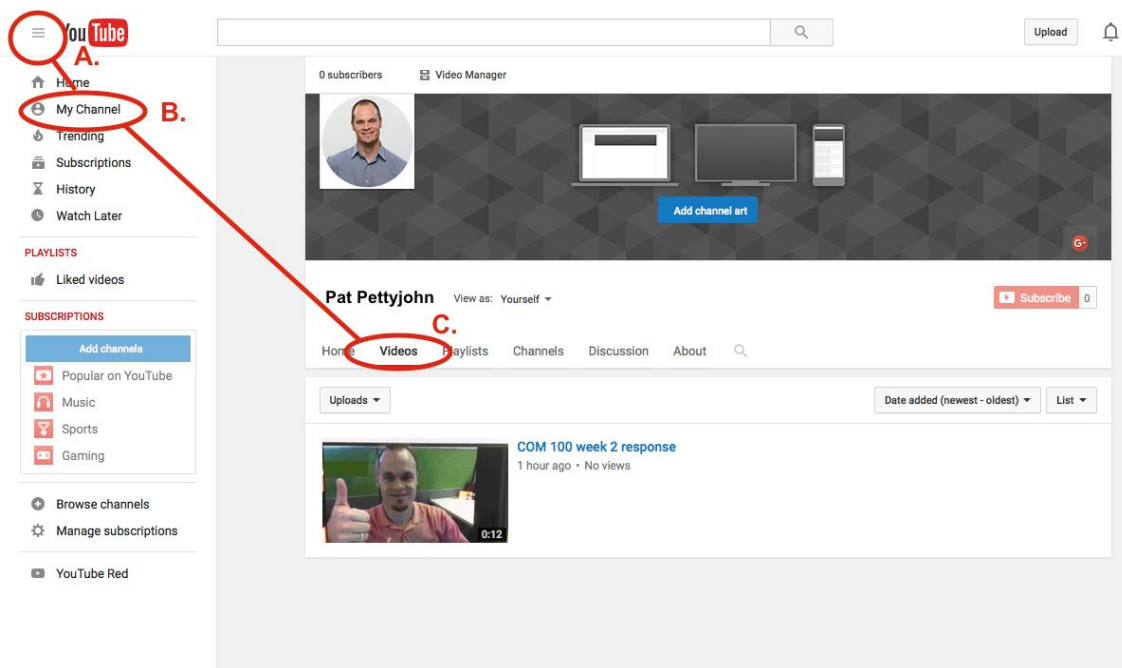 You Tube
Upload
A.
Home
My Channel
B.
Trending
Subscriptions
History
Watch Later
PLAYLISTS
Liked videos
SUBSCRIPTIONS
Add channels
Popular on YouTube
Music
Sports
Gaming
Browse channels
Manage subscriptions
YouTube Red
0 subscribers Video Manager
Add channel art
G+
Pat Pettyjohn View as: Yourself
Subscribe 0
C.
Home Videos Playlists Channels Discussion About
Uploads Date added (newest - oldest) List
COM 100 week 2 response
1 hour ago • No views
0:12